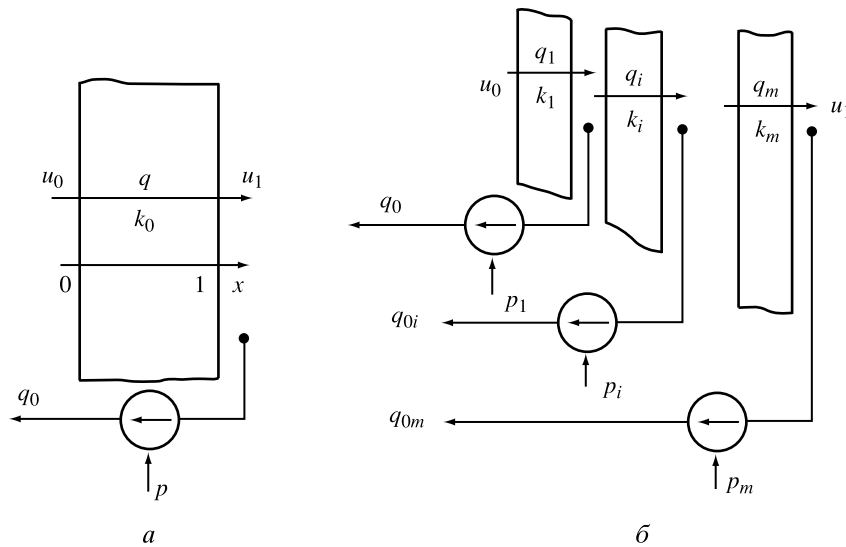 u₀ q u₁
k₀
0 1 x
q₀
p
а
q₁
u₀ k₁
qᵢ
kᵢ
qₘ u₁
kₘ
q₀
p₁
q₀ᵢ
pᵢ
q₀ₘ
pₘ
б